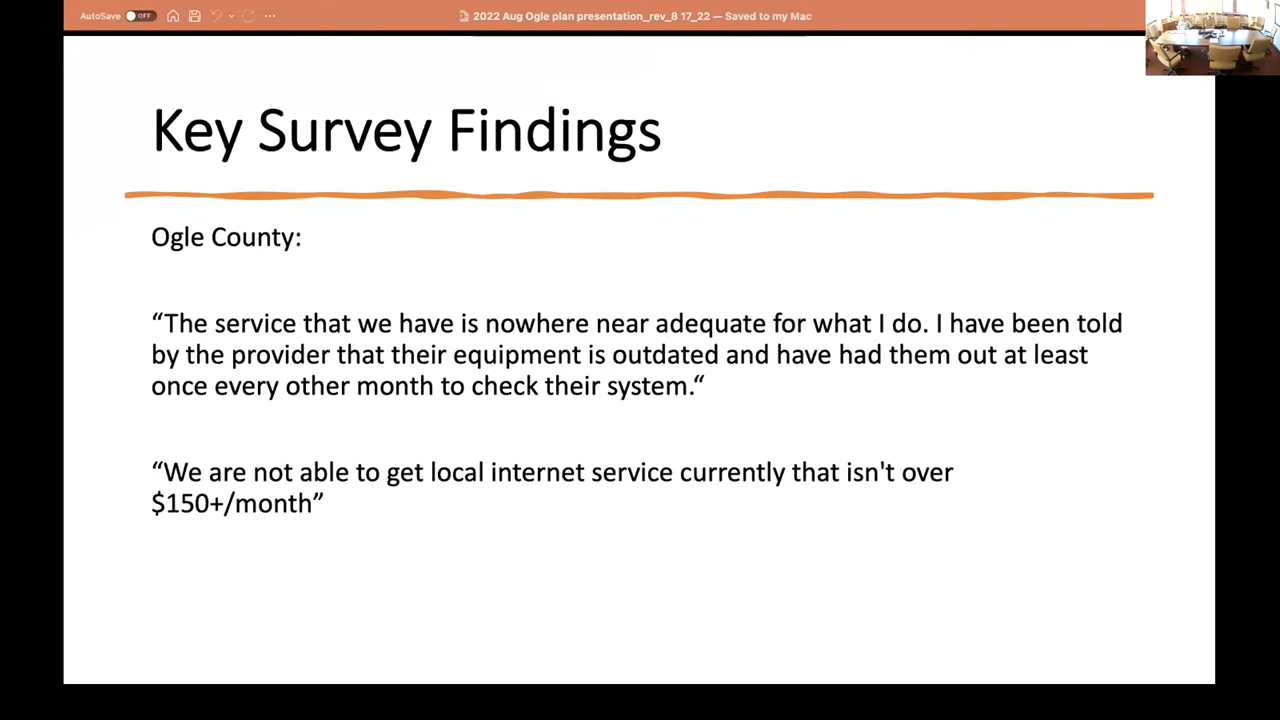 AutoSave OFF
2022 Aug Ogle plan presentation_rev_8 17_22 — Saved to my Mac
Key Survey Findings
Ogle County:
“The service that we have is nowhere near adequate for what I do. I have been told
by the provider that their equipment is outdated and have had them out at least
once every other month to check their system.“
“We are not able to get local internet service currently that isn't over
$150+/month”